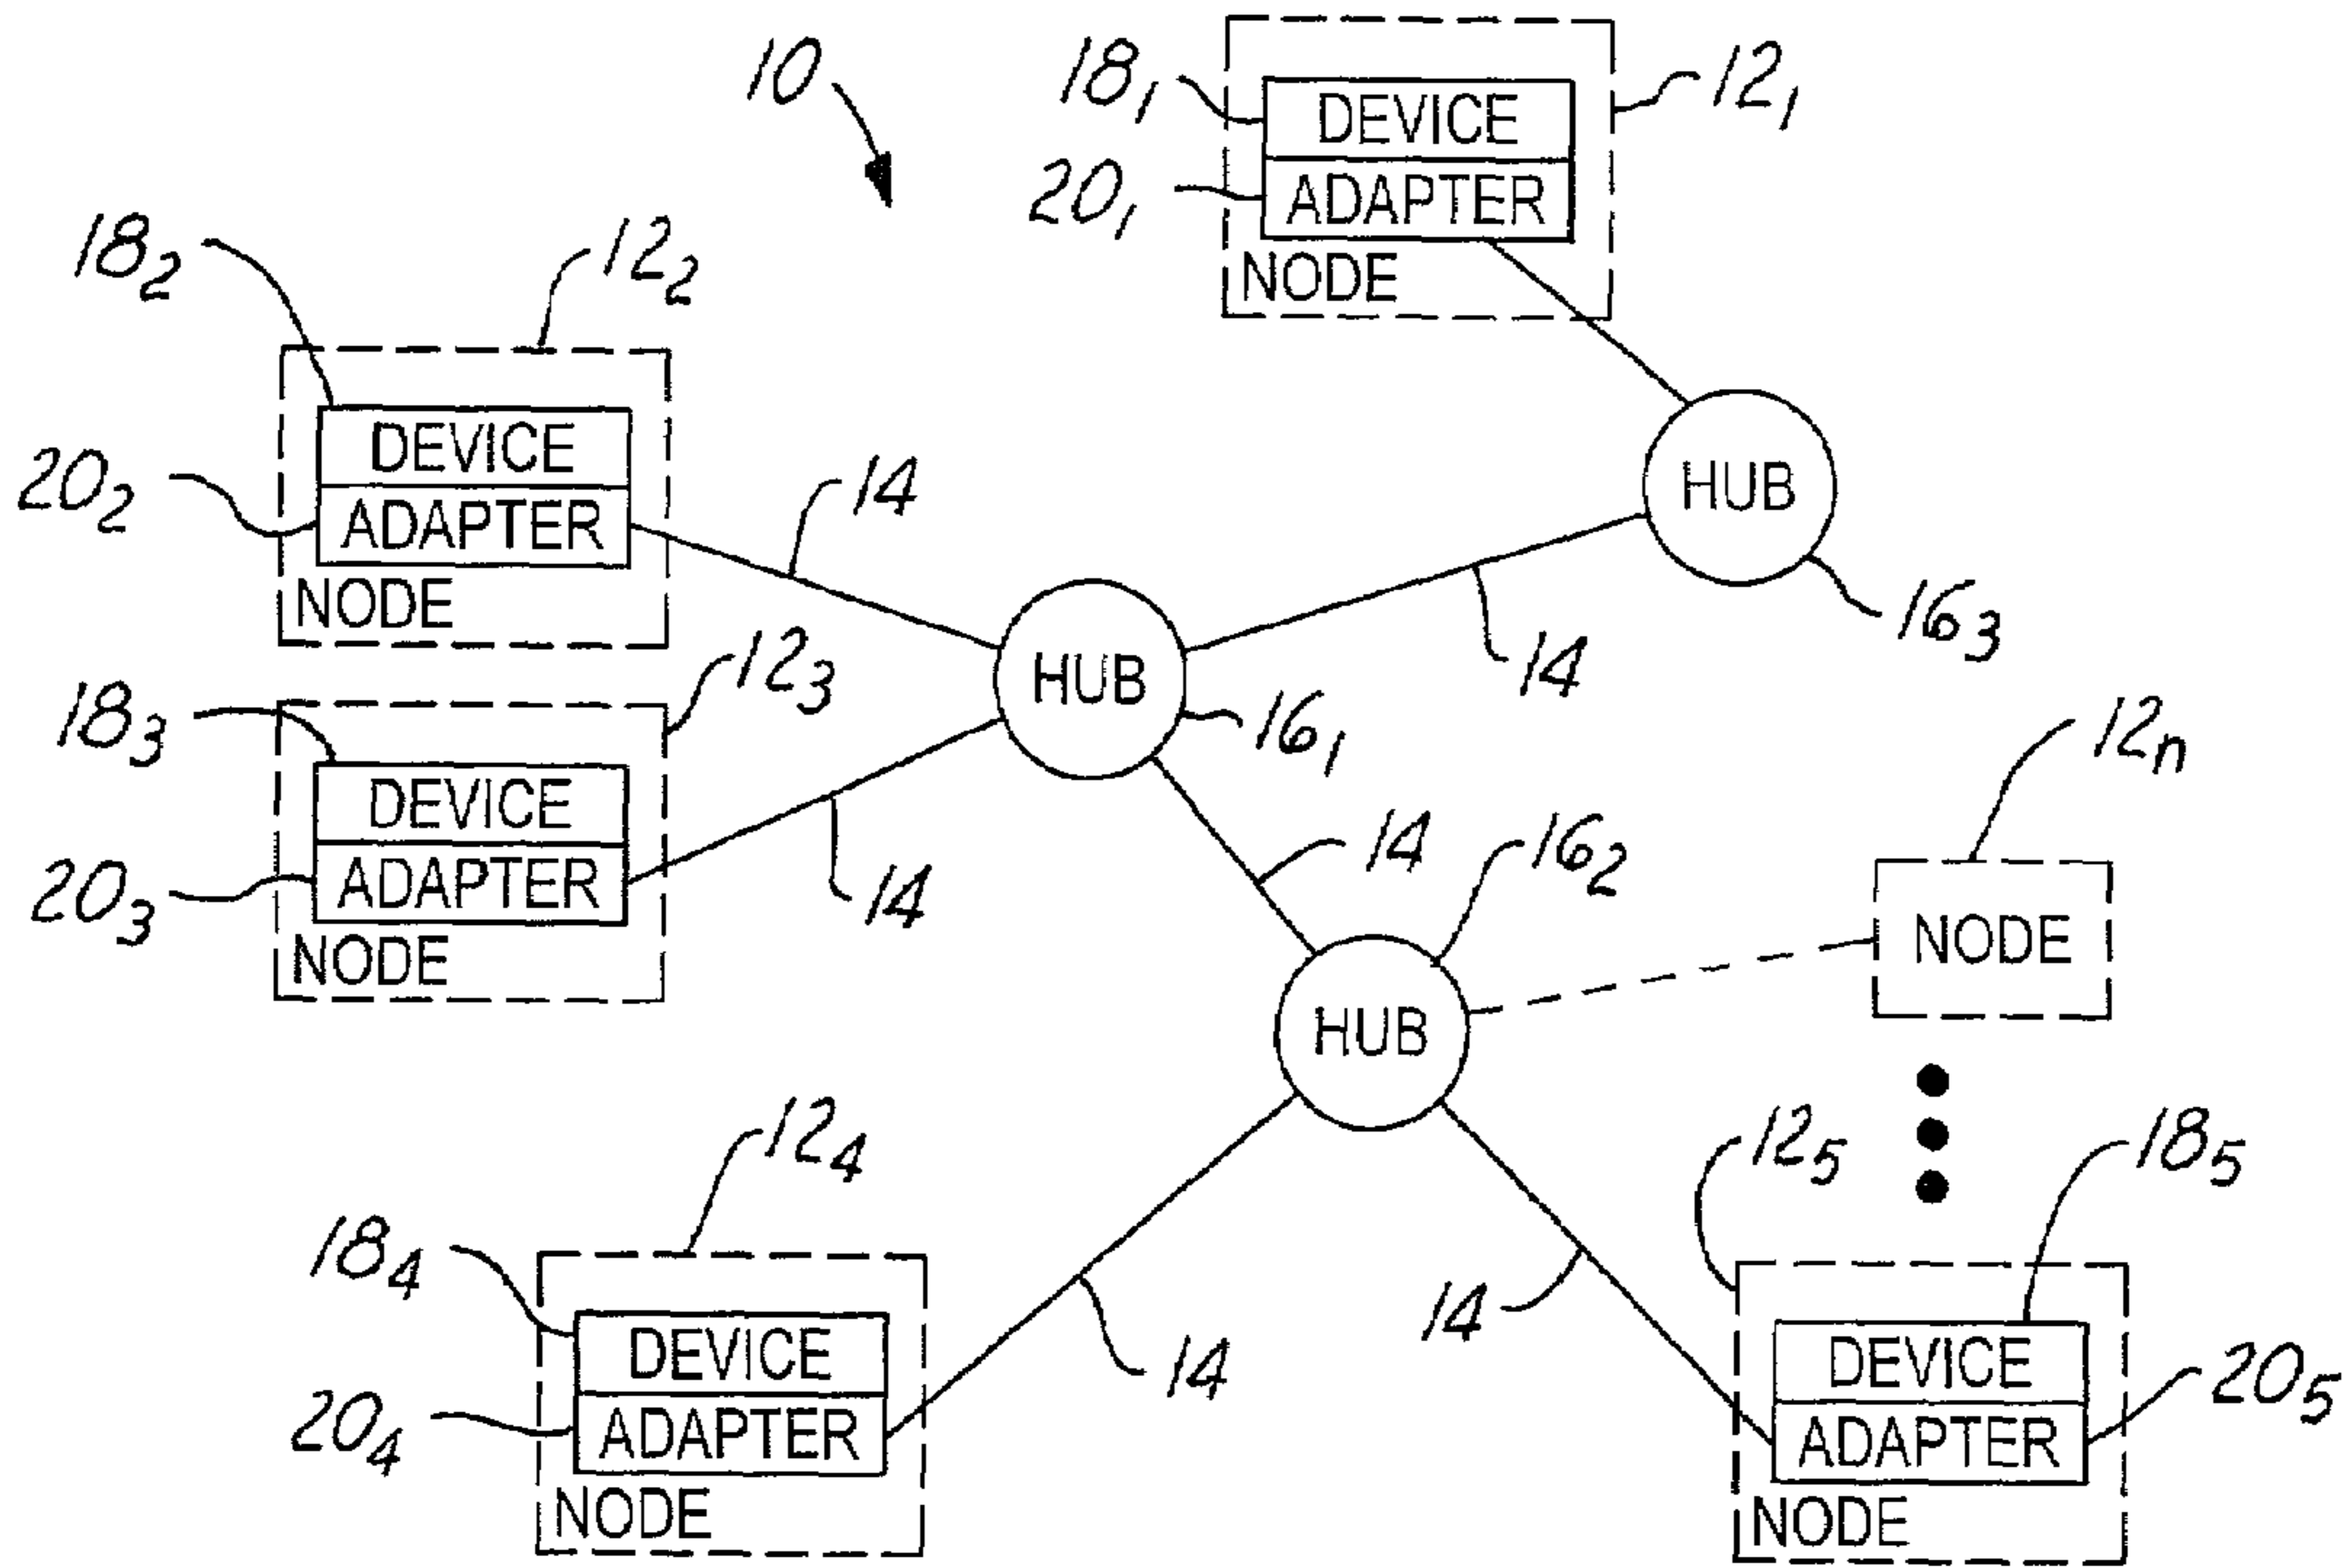 10
18₁
12₁
DEVICE
20₁
ADAPTER
NODE
18₂
12₂
DEVICE
20₂
ADAPTER
NODE
14
HUB
16₃
14
HUB
16₁
18₃
12₃
DEVICE
20₃
ADAPTER
NODE
14
14
16₂
HUB
12ₙ
NODE
12₄
18₄
DEVICE
20₄
ADAPTER
NODE
14
14
12₅
18₅
DEVICE
20₅
ADAPTER
NODE